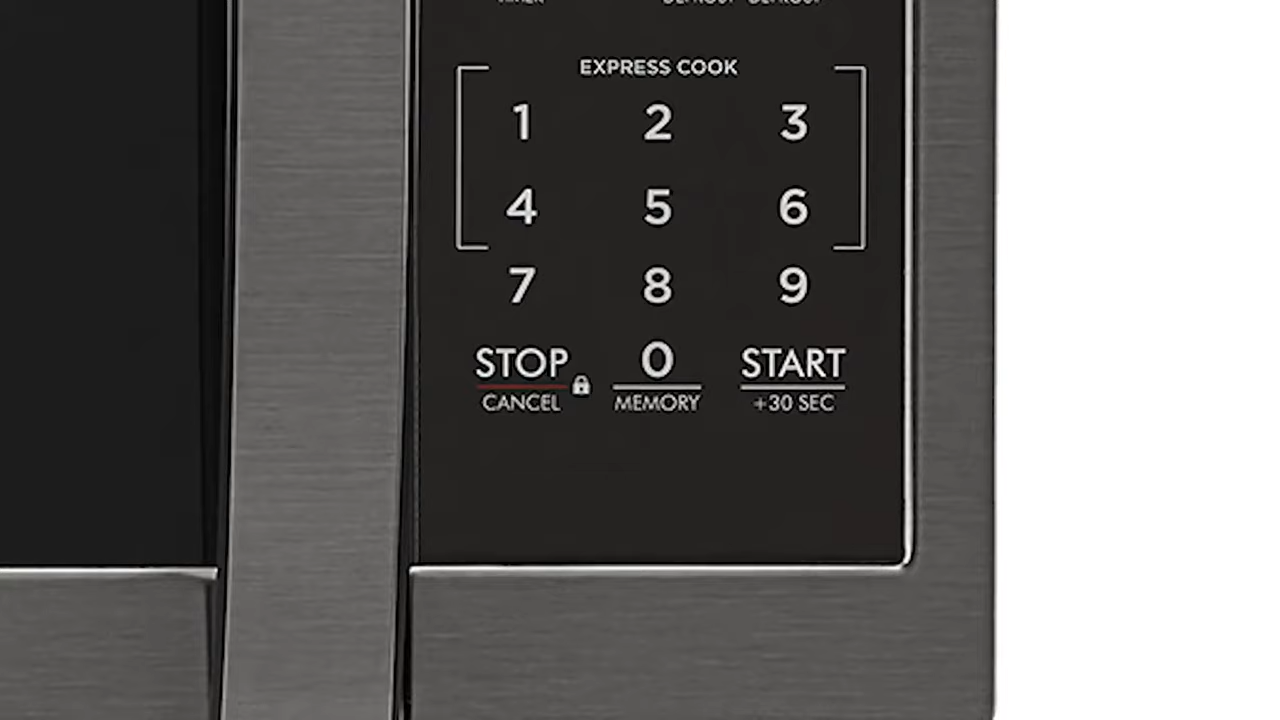 EXPRESS COOK
1 2 3
4 5 6
7 8 9
STOP 0 START
CANCEL MEMORY +30 SEC